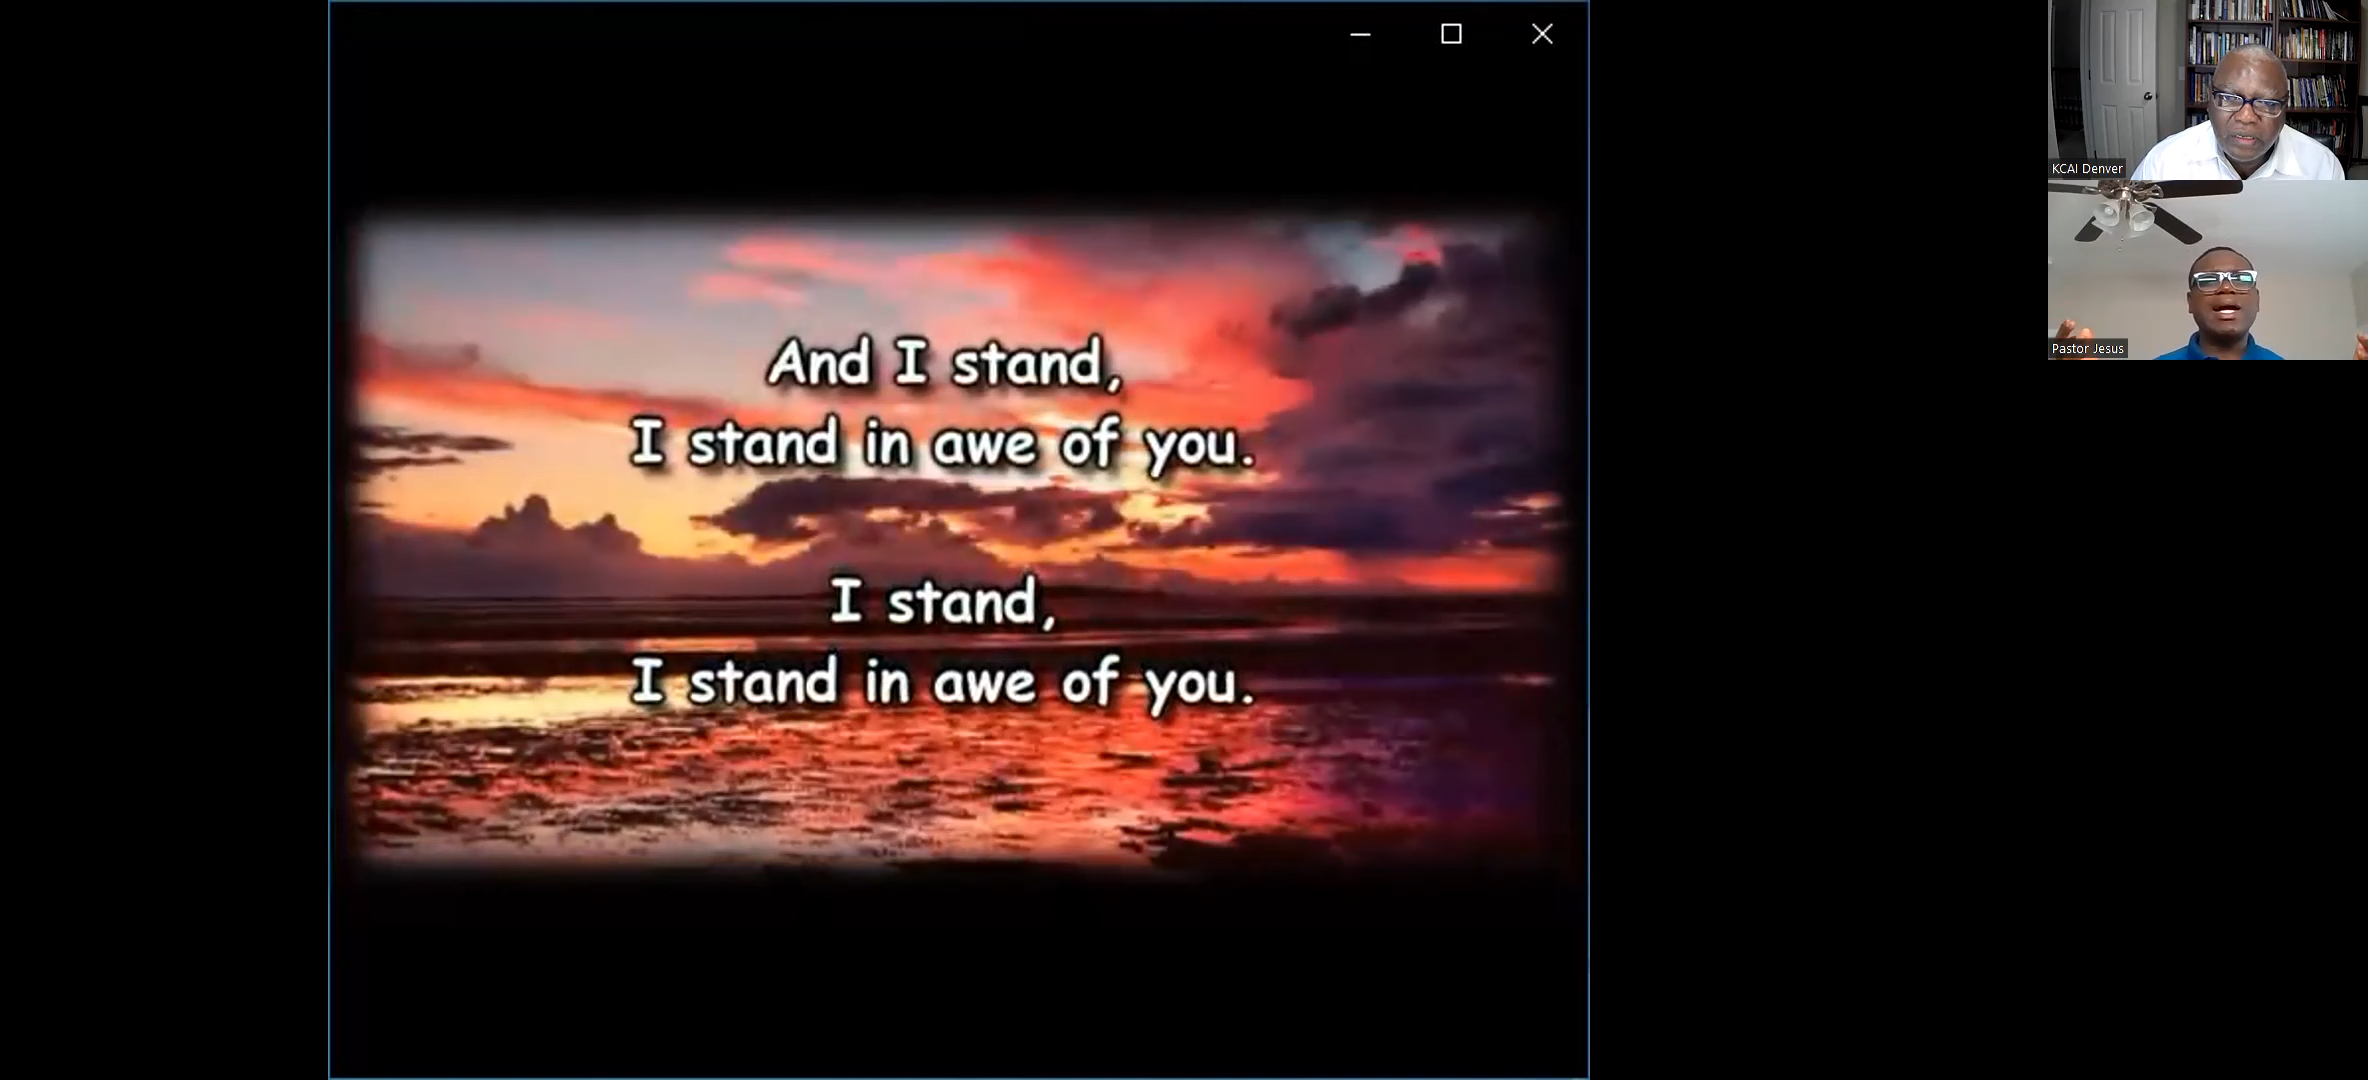 And I stand,
I stand in awe of you.
I stand,
I stand in awe of you.
KCAI Denver
Pastor Jesus